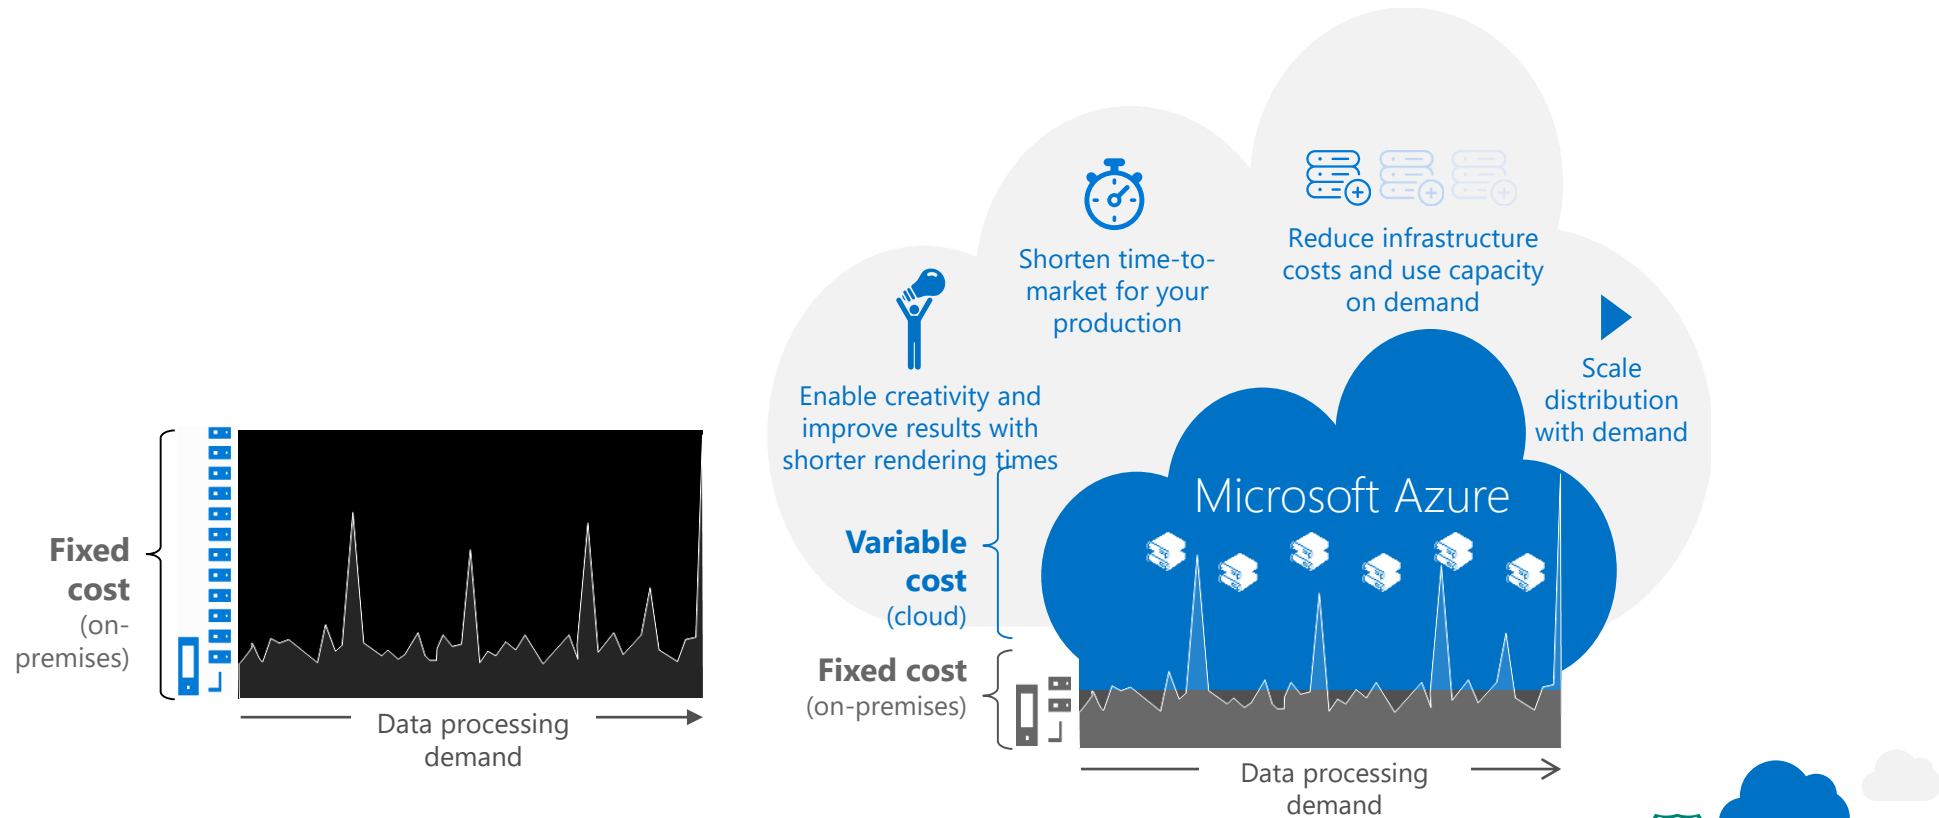 Fixed
cost
(on-
premises)
Data processing
demand
Enable creativity and
improve results with
shorter rendering times
Shorten time-to-
market for your
production
Reduce infrastructure
costs and use capacity
on demand
Scale
distribution
with demand
Microsoft Azure
Variable
cost
(cloud)
Fixed cost
(on-premises)
Data processing
demand